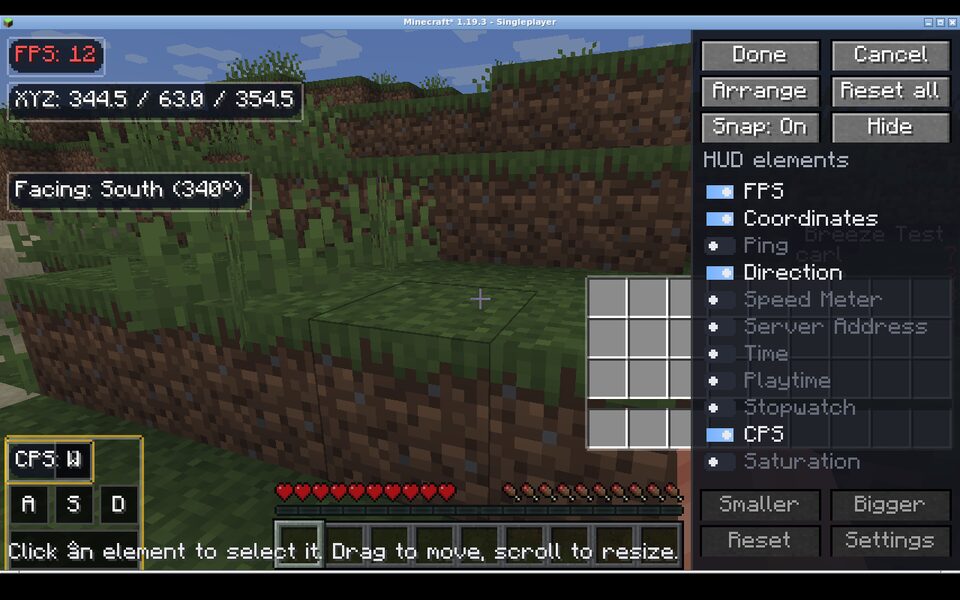 Minecraft* 1.19.3 - Singleplayer
FPS: 12
XYZ: 344.5 / 63.0 / 354.5
Facing: South (340°)
Done
Cancel
Arrange
Reset all
Snap: On
Hide
HUD elements
FPS
Coordinates
Ping
Breeze Test
carl
Direction
Speed Meter
Server Address
Time
Playtime
Stopwatch
CPS
Saturation
Smaller
Bigger
Reset
Settings
CPS: W
A
S
D
Click an element to select it. Drag to move, scroll to resize.